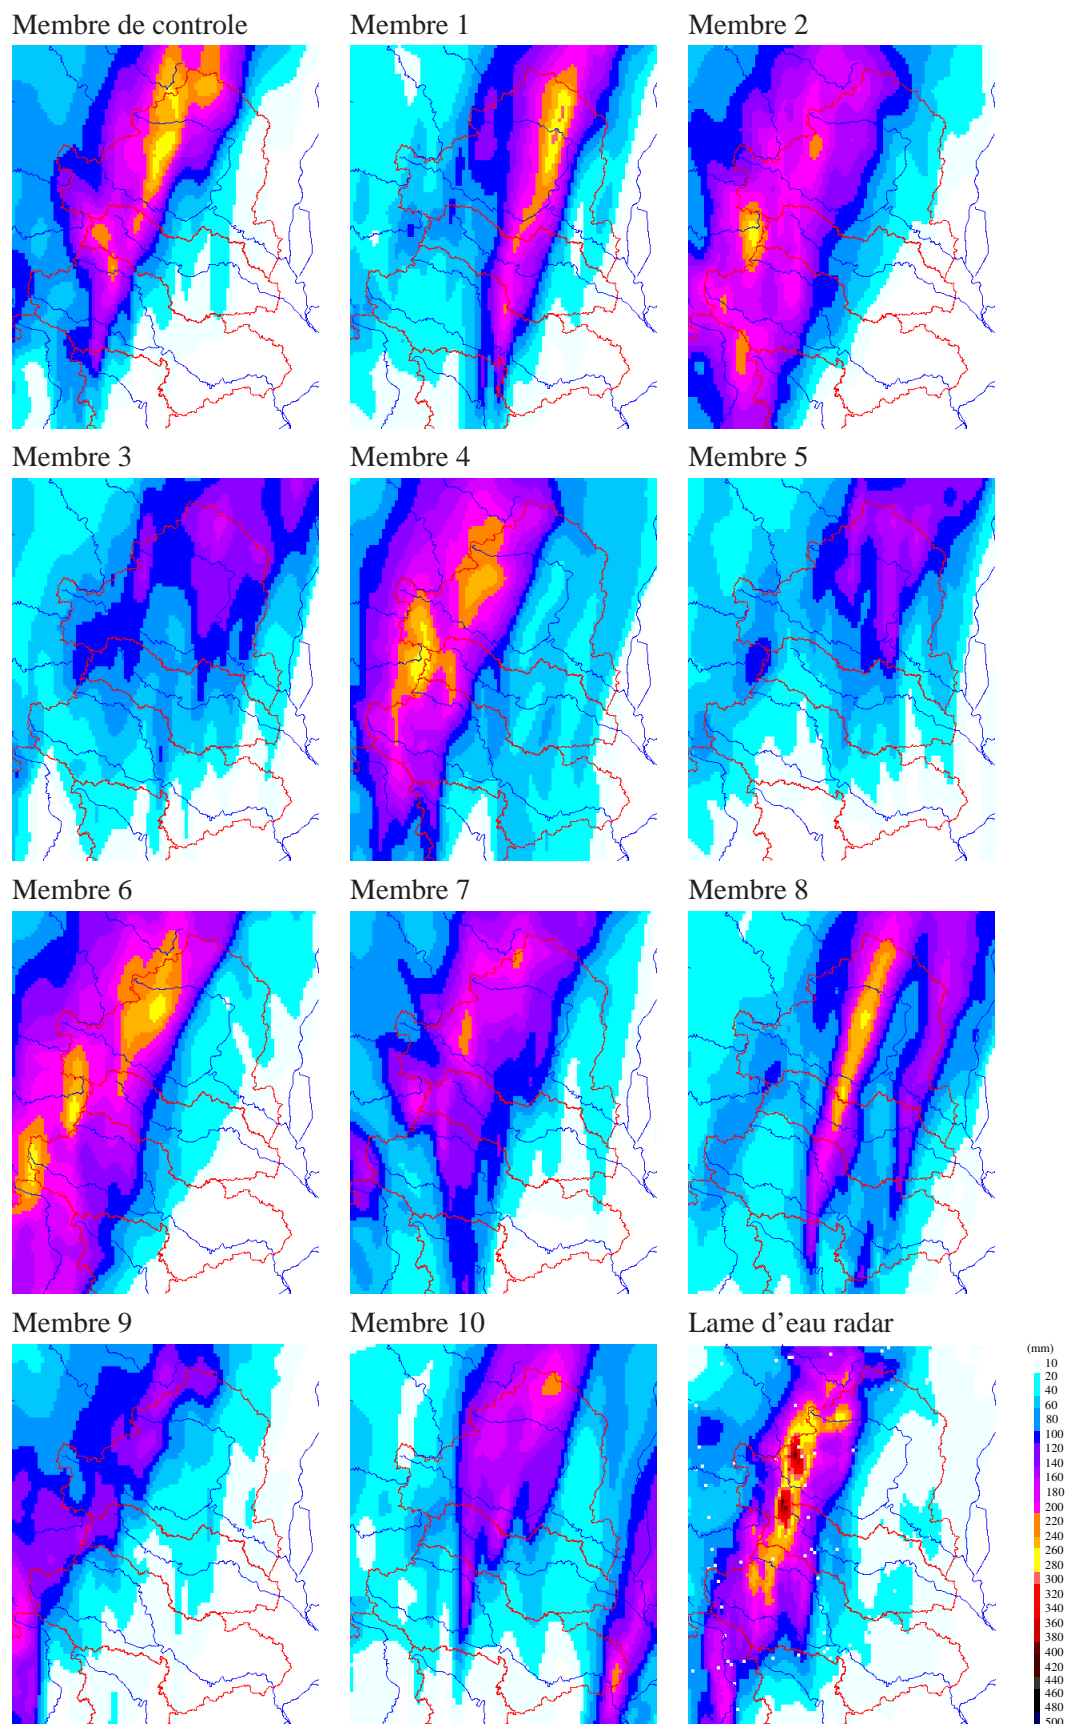 Membre de controle
Membre 1
Membre 2
Membre 3
Membre 4
Membre 5
Membre 6
Membre 7
Membre 8
Membre 9
Membre 10
Lame d’eau radar
(mm)
10
20
40
60
80
100
120
140
160
180
200
220
240
260
300
340
360
380
400
420
440
460
480
500